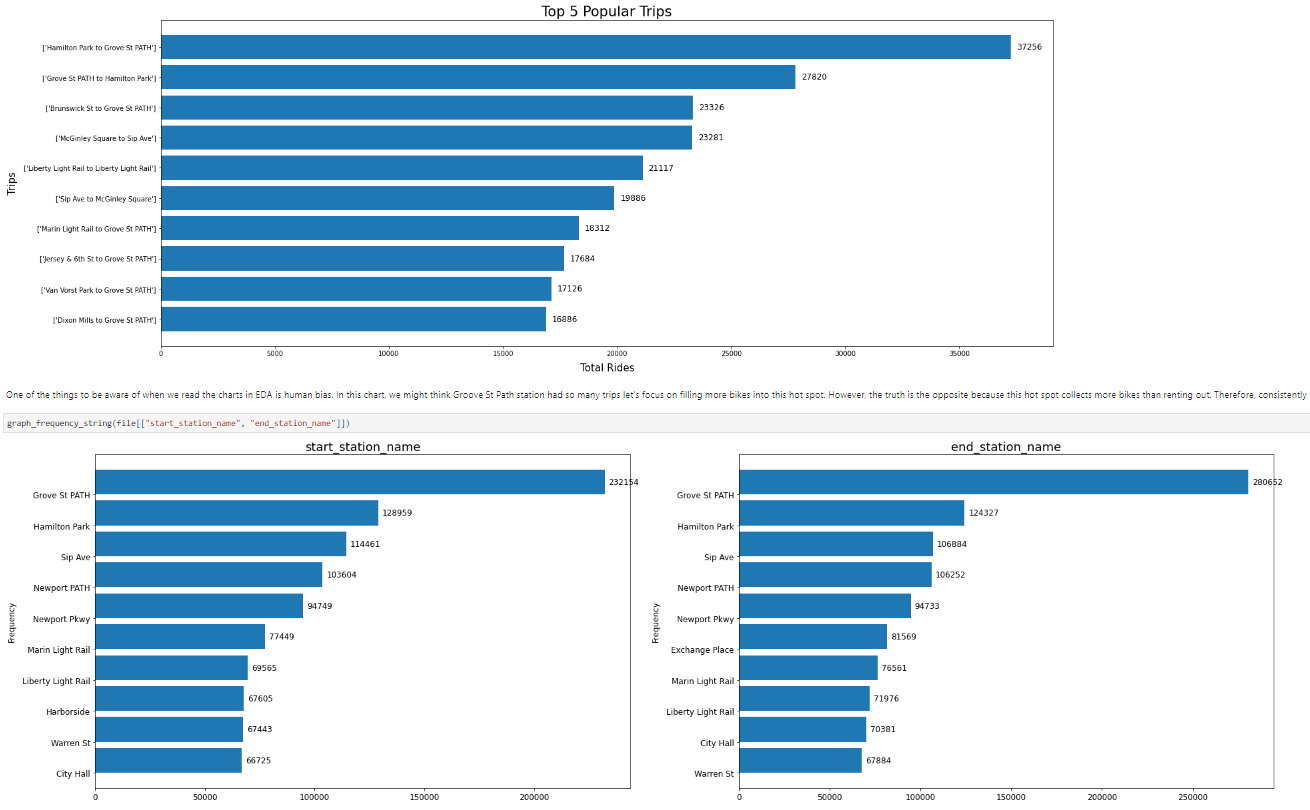 Top 5 Popular Trips
['Hamilton Park to Grove St PATH'] 37256
['Grove St PATH to Hamilton Park'] 27820
['Brunswick St to Grove St PATH'] 23326
['McGinley Square to Sip Ave'] 23281
['Liberty Light Rail to Liberty Light Rail'] 21117
['Sip Ave to McGinley Square'] 19886
['Marin Light Rail to Grove St PATH'] 18312
['Jersey & 6th St to Grove St PATH'] 17684
['Van Vorst Park to Grove St PATH'] 17126
['Dixon Mills to Grove St PATH'] 16886
Trips
0 5000 10000 15000 20000 25000 30000 35000
Total Rides
One of the things to be aware of when we read the charts in EDA is human bias. In this chart, we might think Groove St Path station had so many trips let's focus on filling more bikes into this hot spot. However, the truth is the opposite because this hot spot collects more bikes than renting out. Therefore, consistently
graph_frequency_string(file[["start_station_name", "end_station_name"]])
start_station_name
Grove St PATH 232154
Hamilton Park 128959
Sip Ave 114461
Newport PATH 103604
Newport Pkwy 94749
Marin Light Rail 77449
Liberty Light Rail 69565
Harborside 67605
Warren St 67443
City Hall 66725
Frequency
0 50000 100000 150000 200000
end_station_name
Grove St PATH 280652
Hamilton Park 124327
Sip Ave 106884
Newport PATH 106252
Newport Pkwy 94733
Exchange Place 81569
Marin Light Rail 76561
Liberty Light Rail 71976
City Hall 70381
Warren St 67884
Frequency
0 50000 100000 150000 200000 250000